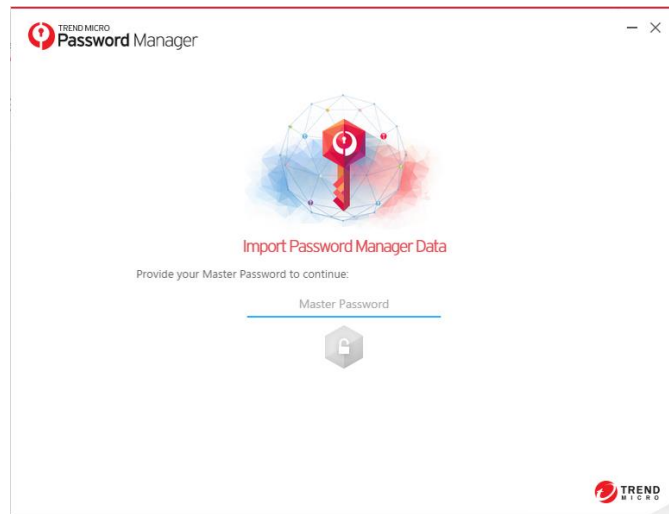 TREND MICRO
Password Manager
Import Password Manager Data
Provide your Master Password to continue:
Master Password
TREND
MICRO